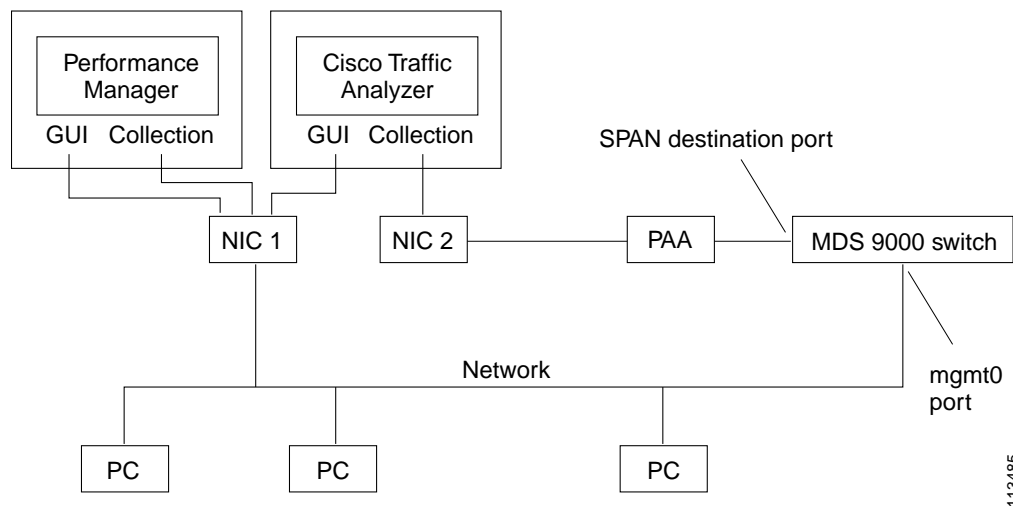 Performance
Manager
GUI Collection
Cisco Traffic
Analyzer
GUI Collection
SPAN destination port
NIC 1
NIC 2
PAA
MDS 9000 switch
Network
mgmt0
port
PC
PC
PC
113485